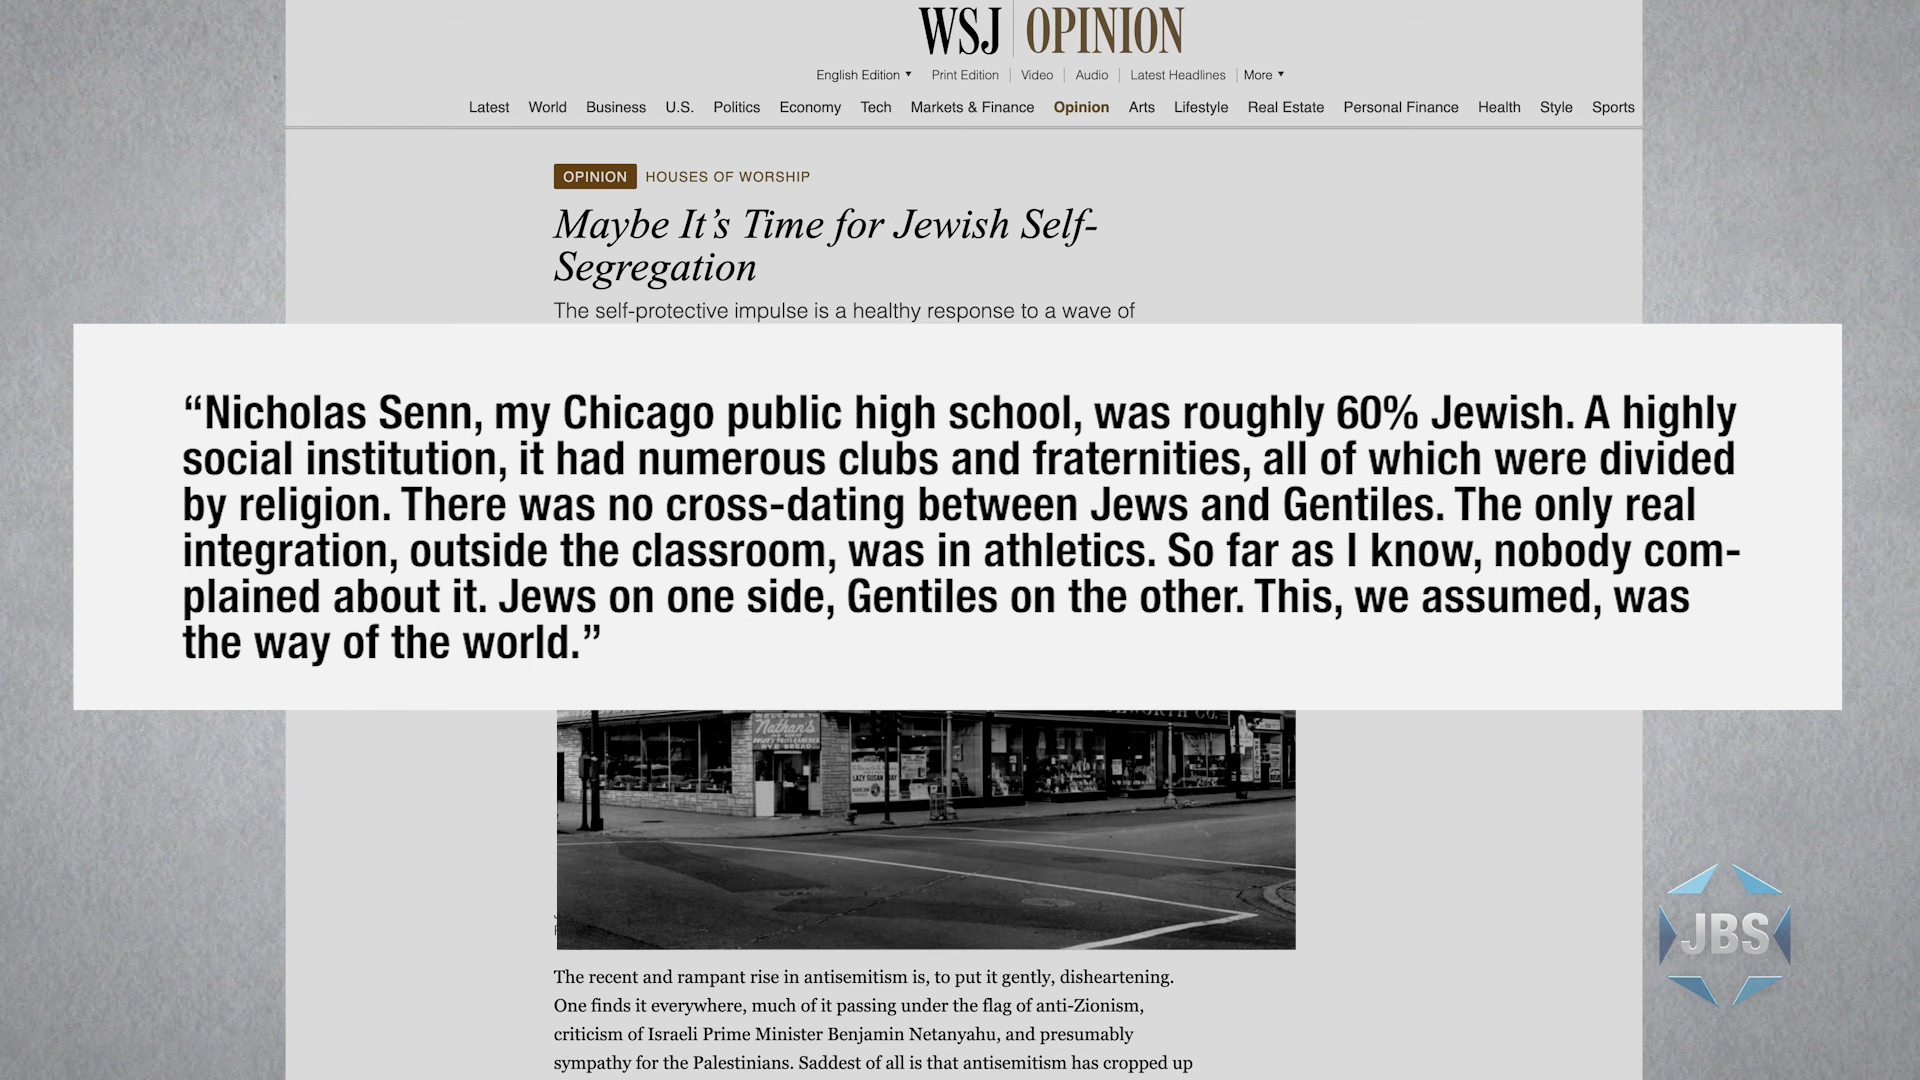 WSJ OPINION
English Edition Print Edition Video Audio Latest Headlines More
Latest World Business U.S. Politics Economy Tech Markets & Finance Opinion Arts Lifestyle Real Estate Personal Finance Health Style Sports
OPINION HOUSES OF WORSHIP
Maybe It’s Time for Jewish Self-
Segregation
The self-protective impulse is a healthy response to a wave of
“Nicholas Senn, my Chicago public high school, was roughly 60% Jewish. A highly
social institution, it had numerous clubs and fraternities, all of which were divided
by religion. There was no cross-dating between Jews and Gentiles. The only real
integration, outside the classroom, was in athletics. So far as I know, nobody com-
plained about it. Jews on one side, Gentiles on the other. This, we assumed, was
the way of the world.”
WELCOME TO
Nathan's
RYE BREAD
LAZY SUSAN
The recent and rampant rise in antisemitism is, to put it gently, disheartening.
One finds it everywhere, much of it passing under the flag of anti-Zionism,
criticism of Israeli Prime Minister Benjamin Netanyahu, and presumably
sympathy for the Palestinians. Saddest of all is that antisemitism has cropped up
JBS